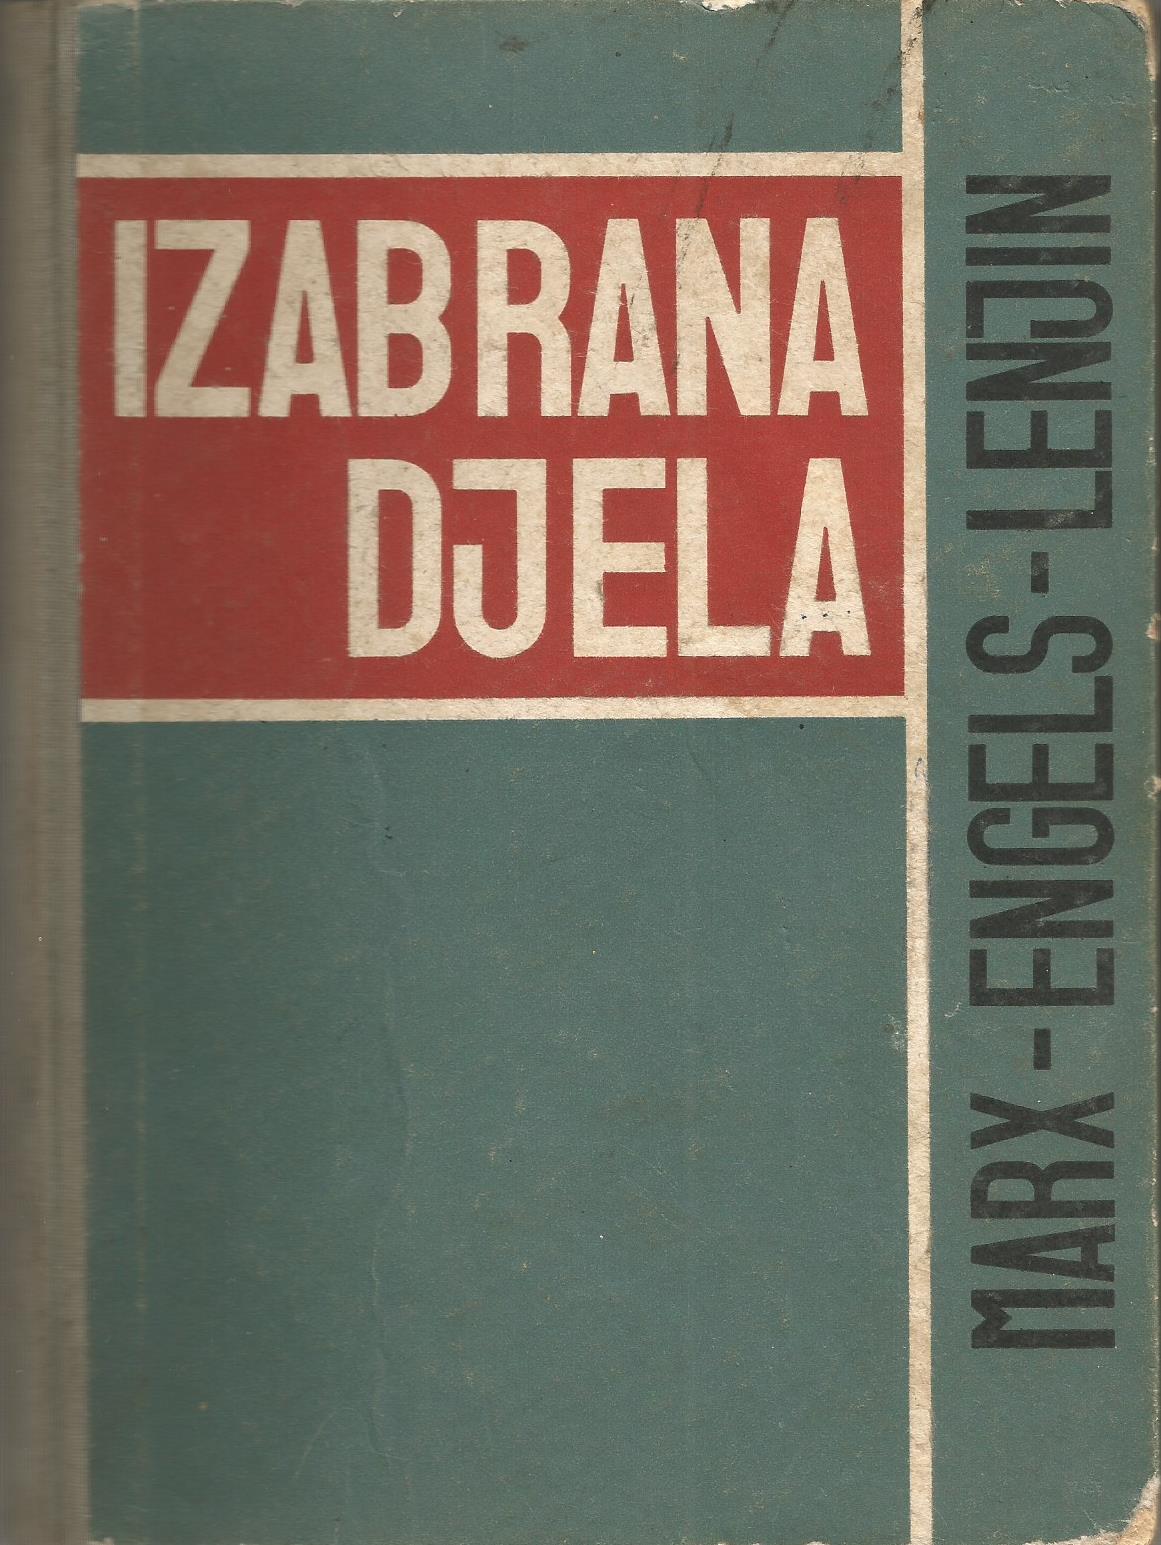 IZABRANA
DJELA
MARX - ENGELS - LENJIN